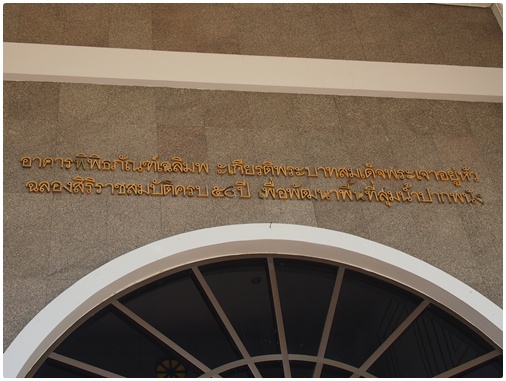 อาคารพิพิธภัณฑ์เฉลิมพ ะเกียรติพระบาทสมเด็จพระเจาอยู่หัว
ฉลองสิริราชสมบัติครบ ๕๐ ปี เพื่อพัฒนาพื้นที่ลุ่มน้ำปากพนัง